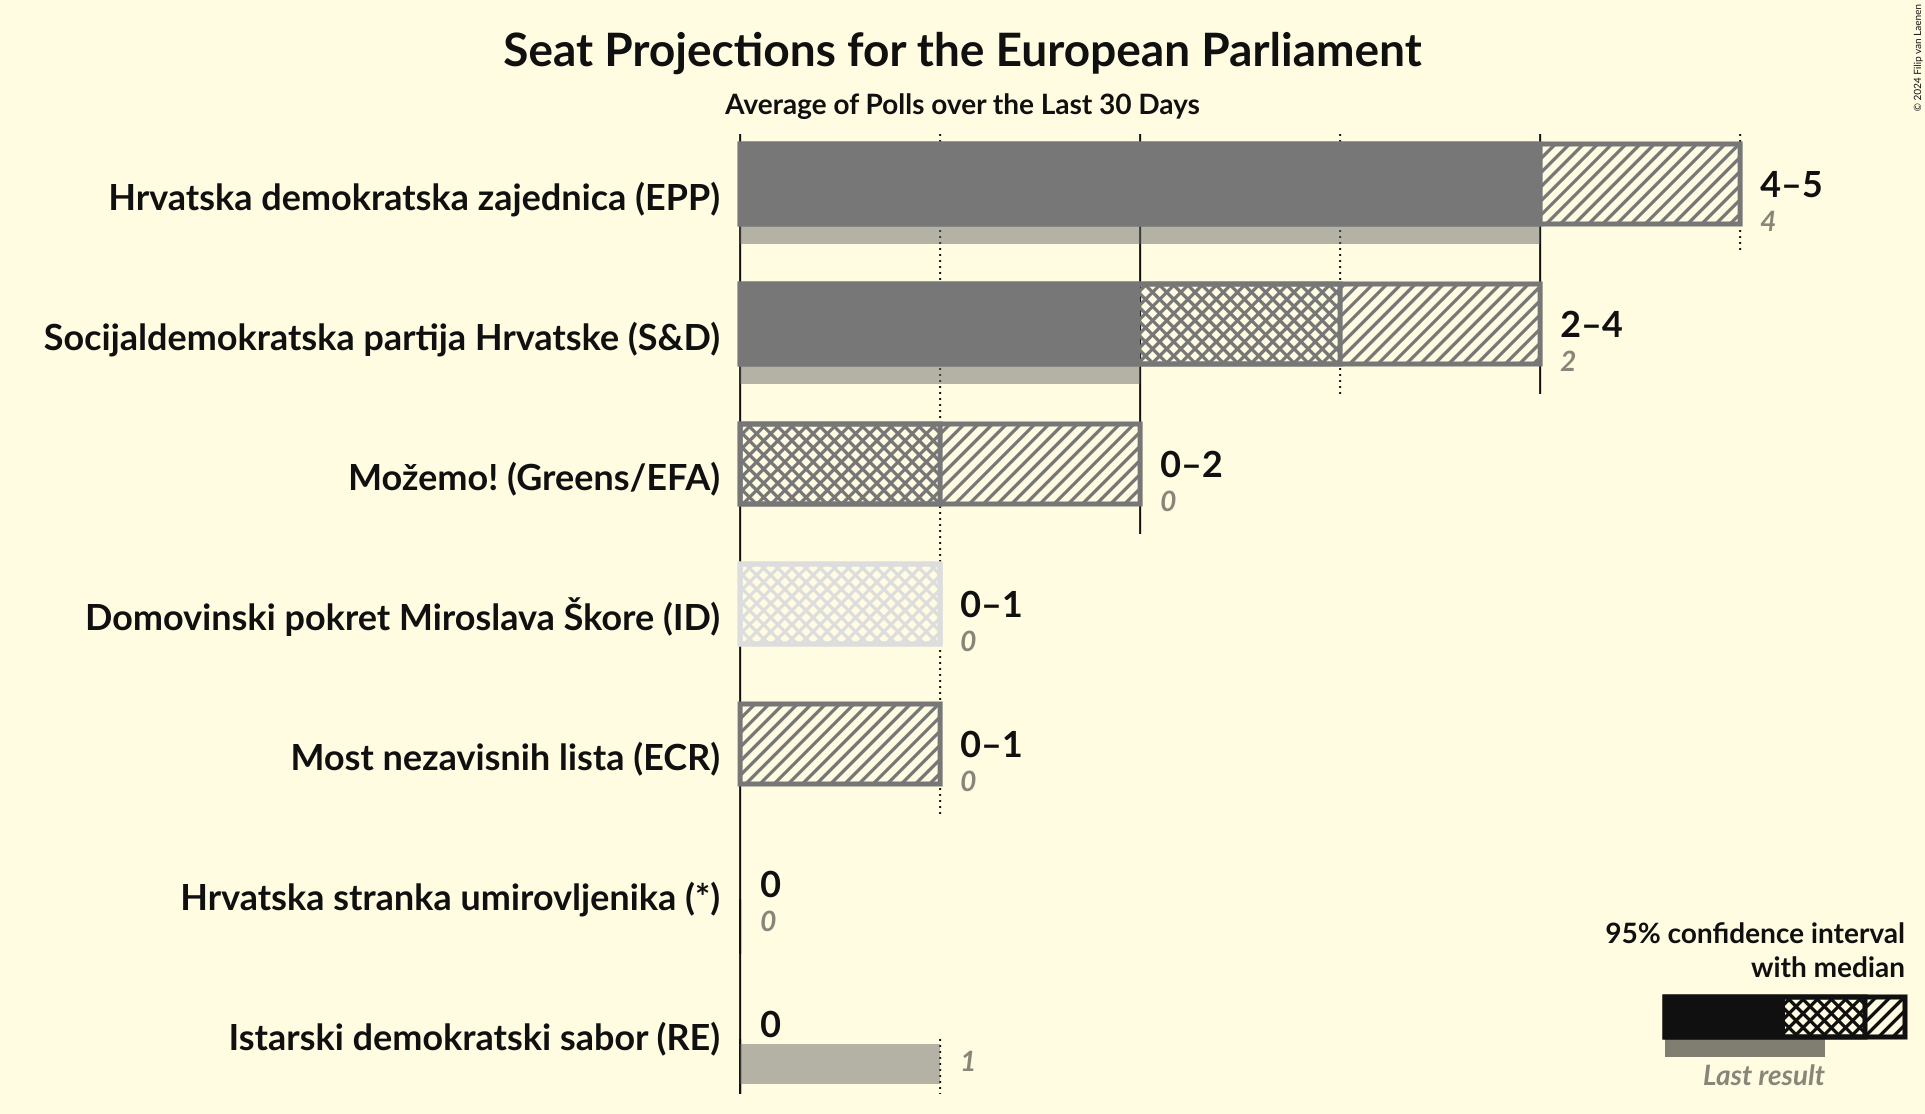 Seat Projections for the European Parliament
Average of Polls over the Last 30 Days
© 2024 Filip van Laenen
Hrvatska demokratska zajednica (EPP)
4–5
4
Socijaldemokratska partija Hrvatske (S&D)
2–4
2
Možemo! (Greens/EFA)
0–2
0
Domovinski pokret Miroslava Škore (ID)
0–1
0
Most nezavisnih lista (ECR)
0–1
0
Hrvatska stranka umirovljenika (*)
0
0
Istarski demokratski sabor (RE)
0
1
95% confidence interval
with median
Last result